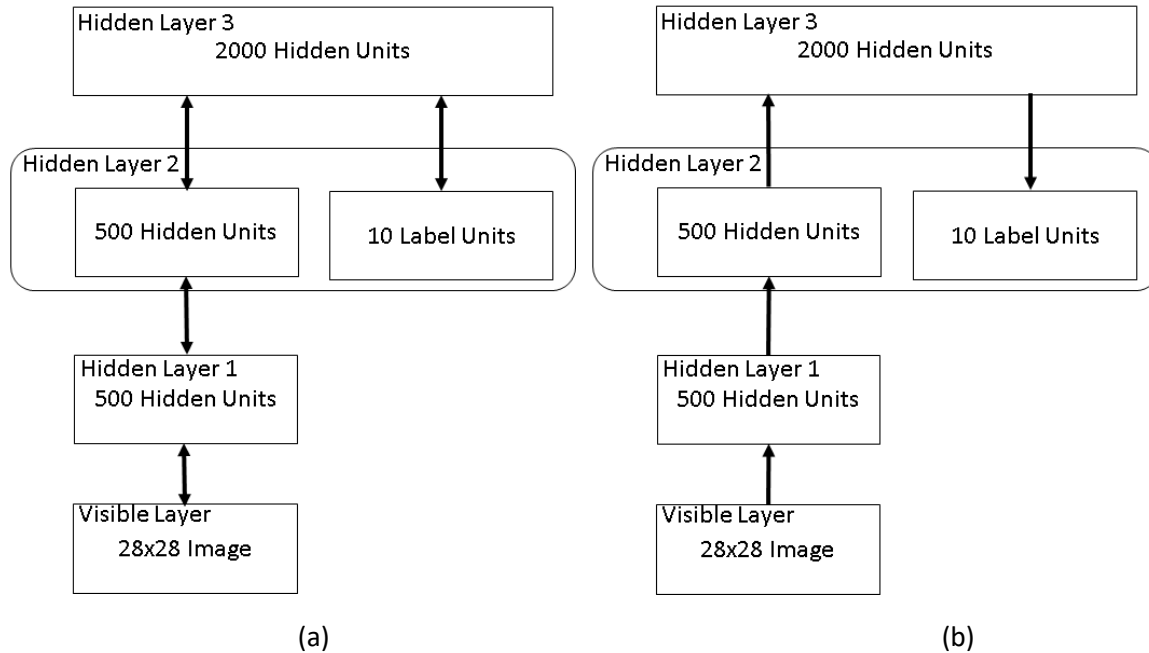 Hidden Layer 3
2000 Hidden Units
Hidden Layer 2
500 Hidden Units
10 Label Units
Hidden Layer 1
500 Hidden Units
Visible Layer
28x28 Image
(a)
Hidden Layer 3
2000 Hidden Units
Hidden Layer 2
500 Hidden Units
10 Label Units
Hidden Layer 1
500 Hidden Units
Visible Layer
28x28 Image
(b)